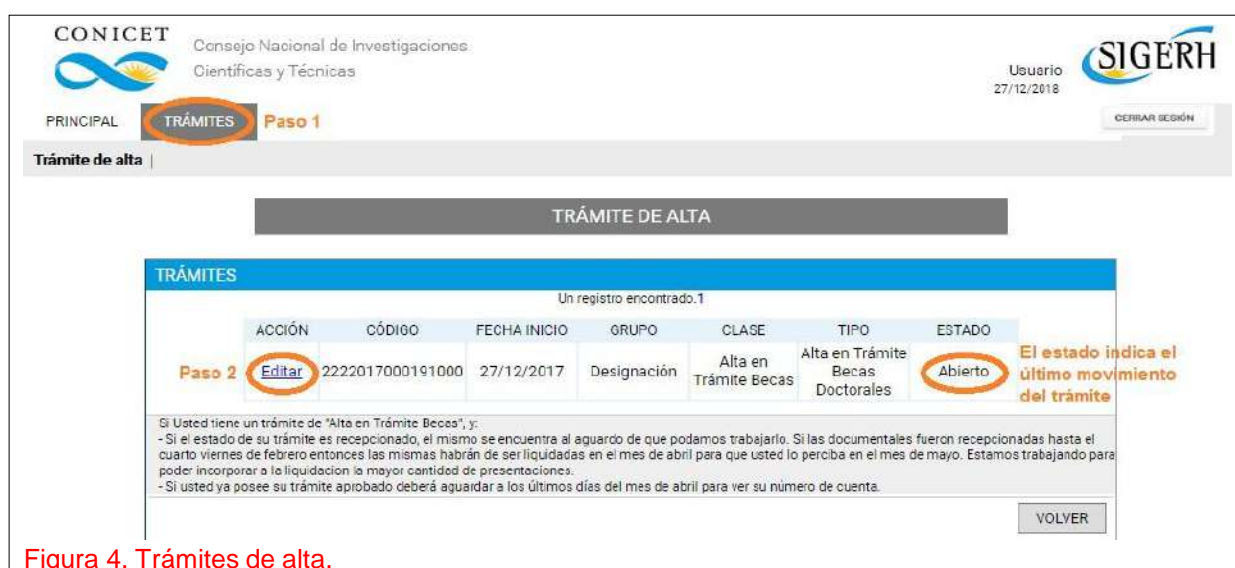 CONICET
Consejo Nacional de Investigaciones
Científicas y Técnicas
SIGERH
Usuario
27/12/2018
PRINCIPAL TRÁMITES Paso 1 CERRAR SESIÓN
Trámite de alta |
TRÁMITE DE ALTA
TRÁMITES
Un registro encontrado.1
ACCIÓN CÓDIGO FECHA INICIO GRUPO CLASE TIPO ESTADO
Paso 2 Editar 2222017000191000 27/12/2017 Designación Alta en Trámite Becas Alta en Trámite Becas Doctorales Abierto
El estado indica el
último movimiento
del trámite
Si Usted tiene un trámite de "Alta en Trámite Becas", y:
- Si el estado de su trámite es recepcionado, el mismo se encuentra al aguardo de que podamos trabajarlo. Si las documentales fueron recepcionadas hasta el
cuarto viernes de febrero entonces las mismas habrán de ser liquidadas en el mes de abril para que usted lo perciba en el mes de mayo. Estamos trabajando para
poder incorporar a la liquidacion la mayor cantidad de presentaciones.
- Si usted ya posee su trámite aprobado deberá aguardar a los últimos días del mes de abril para ver su número de cuenta.
VOLVER
Figura 4. Trámites de alta.